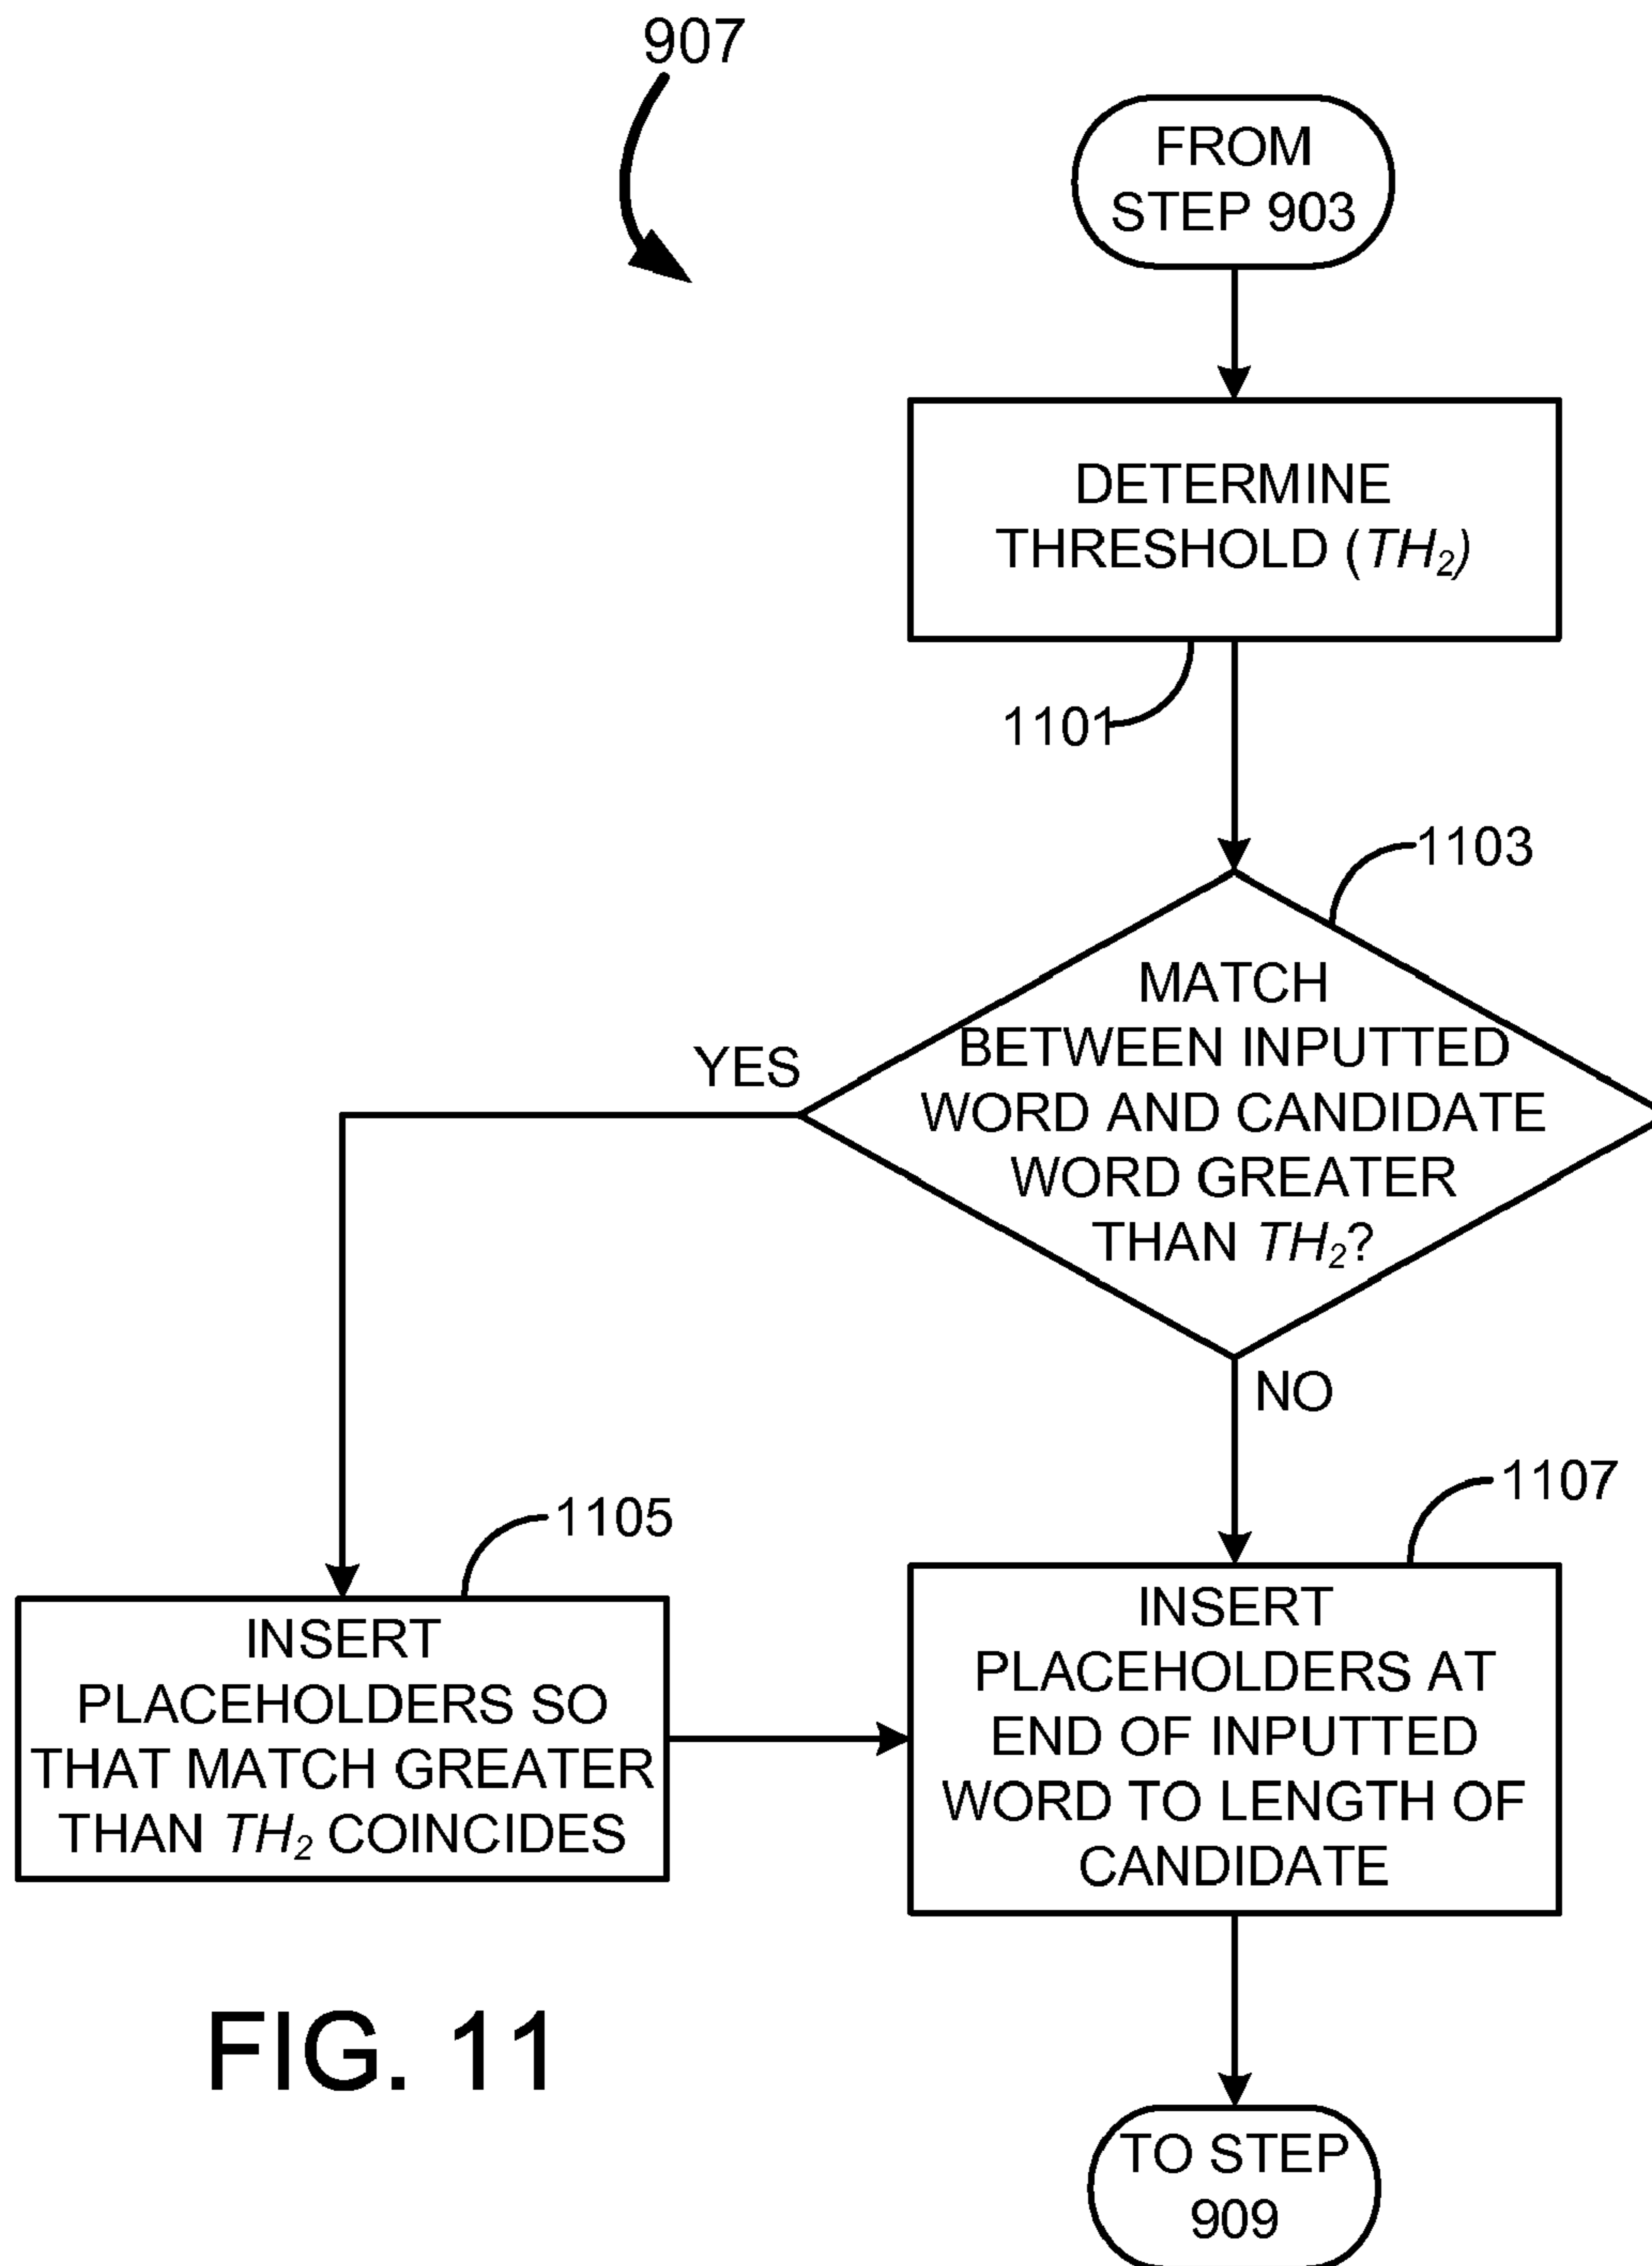 907
FROM
STEP 903
DETERMINE
THRESHOLD (TH₂)
1101
1103
MATCH
BETWEEN INPUTTED
WORD AND CANDIDATE
WORD GREATER
THAN TH₂?
YES
NO
1105
INSERT
PLACEHOLDERS SO
THAT MATCH GREATER
THAN TH₂ COINCIDES
1107
INSERT
PLACEHOLDERS AT
END OF INPUTTED
WORD TO LENGTH OF
CANDIDATE
FIG. 11
TO STEP
909